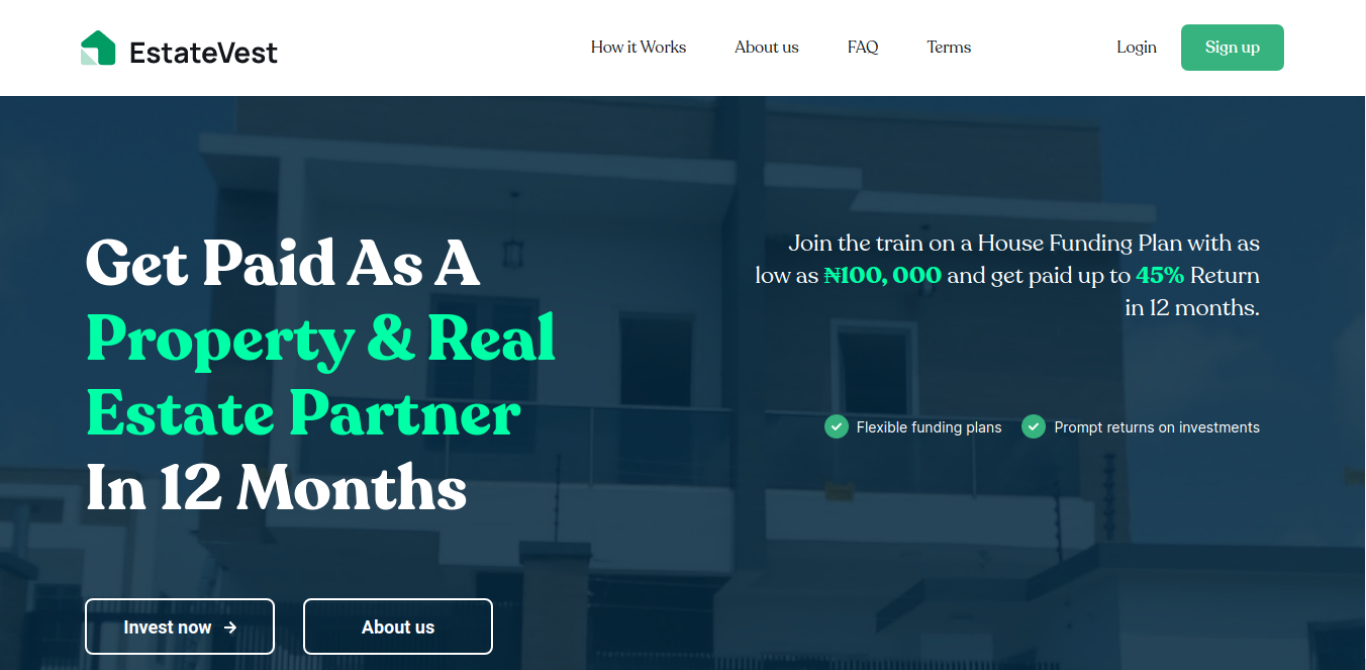 EstateVest
How it Works
About us
FAQ
Terms
Login
Sign up
Get Paid As A
Property & Real
Estate Partner
In 12 Months
Join the train on a House Funding Plan with as
low as ₦100, 000 and get paid up to 45% Return
in 12 months.
Flexible funding plans
Prompt returns on investments
Invest now →
About us